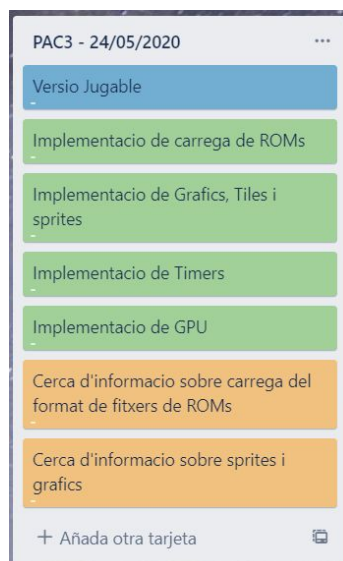 PAC3 - 24/05/2020
Versio Jugable
Implementacio de carrega de ROMs
Implementacio de Grafics, Tiles i
sprites
Implementacio de Timers
Implementacio de GPU
Cerca d'informacio sobre carrega del
format de fitxers de ROMs
Cerca d'informacio sobre sprites i
grafics
+ Añada otra tarjeta